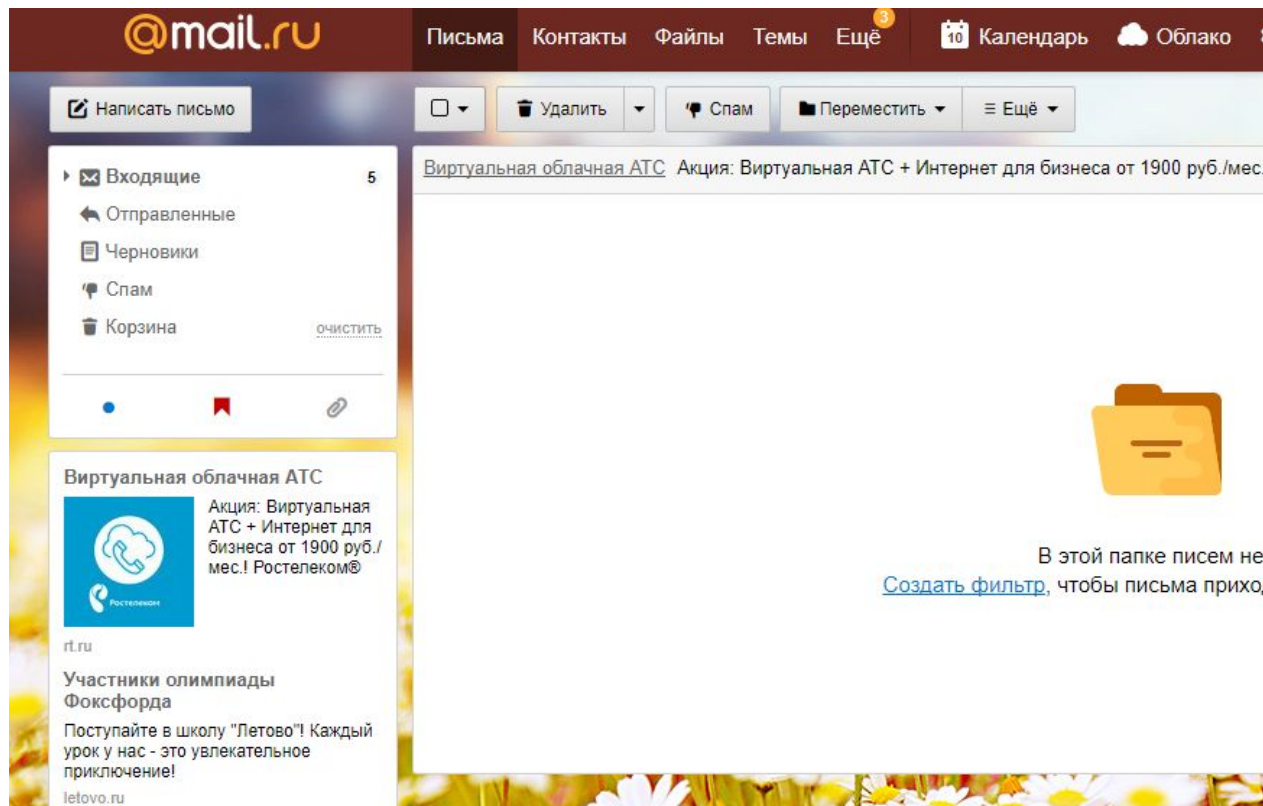 @mail.ru
Письма Контакты Файлы Темы Ещё 3 10 Календарь Облако
Написать письмо
Удалить Спам Переместить Ещё
Входящие 5
Отправленные
Черновики
Спам
Корзина очистить
Виртуальная облачная АТС Акция: Виртуальная АТС + Интернет для бизнеса от 1900 руб./мес.
В этой папке писем не
Создать фильтр, чтобы письма прихо
Виртуальная облачная АТС
Акция: Виртуальная
АТС + Интернет для
бизнеса от 1900 руб./
мес.! Ростелеком®
Ростелеком
rt.ru
Участники олимпиады
Фоксфорда
Поступайте в школу "Летово"! Каждый
урок у нас - это увлекательное
приключение!
letovo.ru